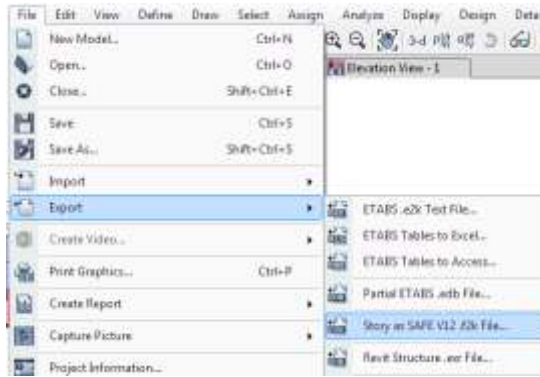 File Edit View Define Draw Select Assign Analyze Display Design Deta
New Model... Ctrl+N
3-d
Open... Ctrl+O
Elevation View - 1
Close... Shift+Ctrl+E
Save Ctrl+S
Save As... Shift+Ctrl+S
Import
Export
ETABS .e2k Text File...
Create Video...
ETABS Tables to Excel...
ETABS Tables to Access...
Print Graphics... Ctrl+P
Partial ETABS .edb File...
Create Report
Story as SAFE V12 .f2k File...
Capture Picture
Revit Structure .exr File...
Project Information...